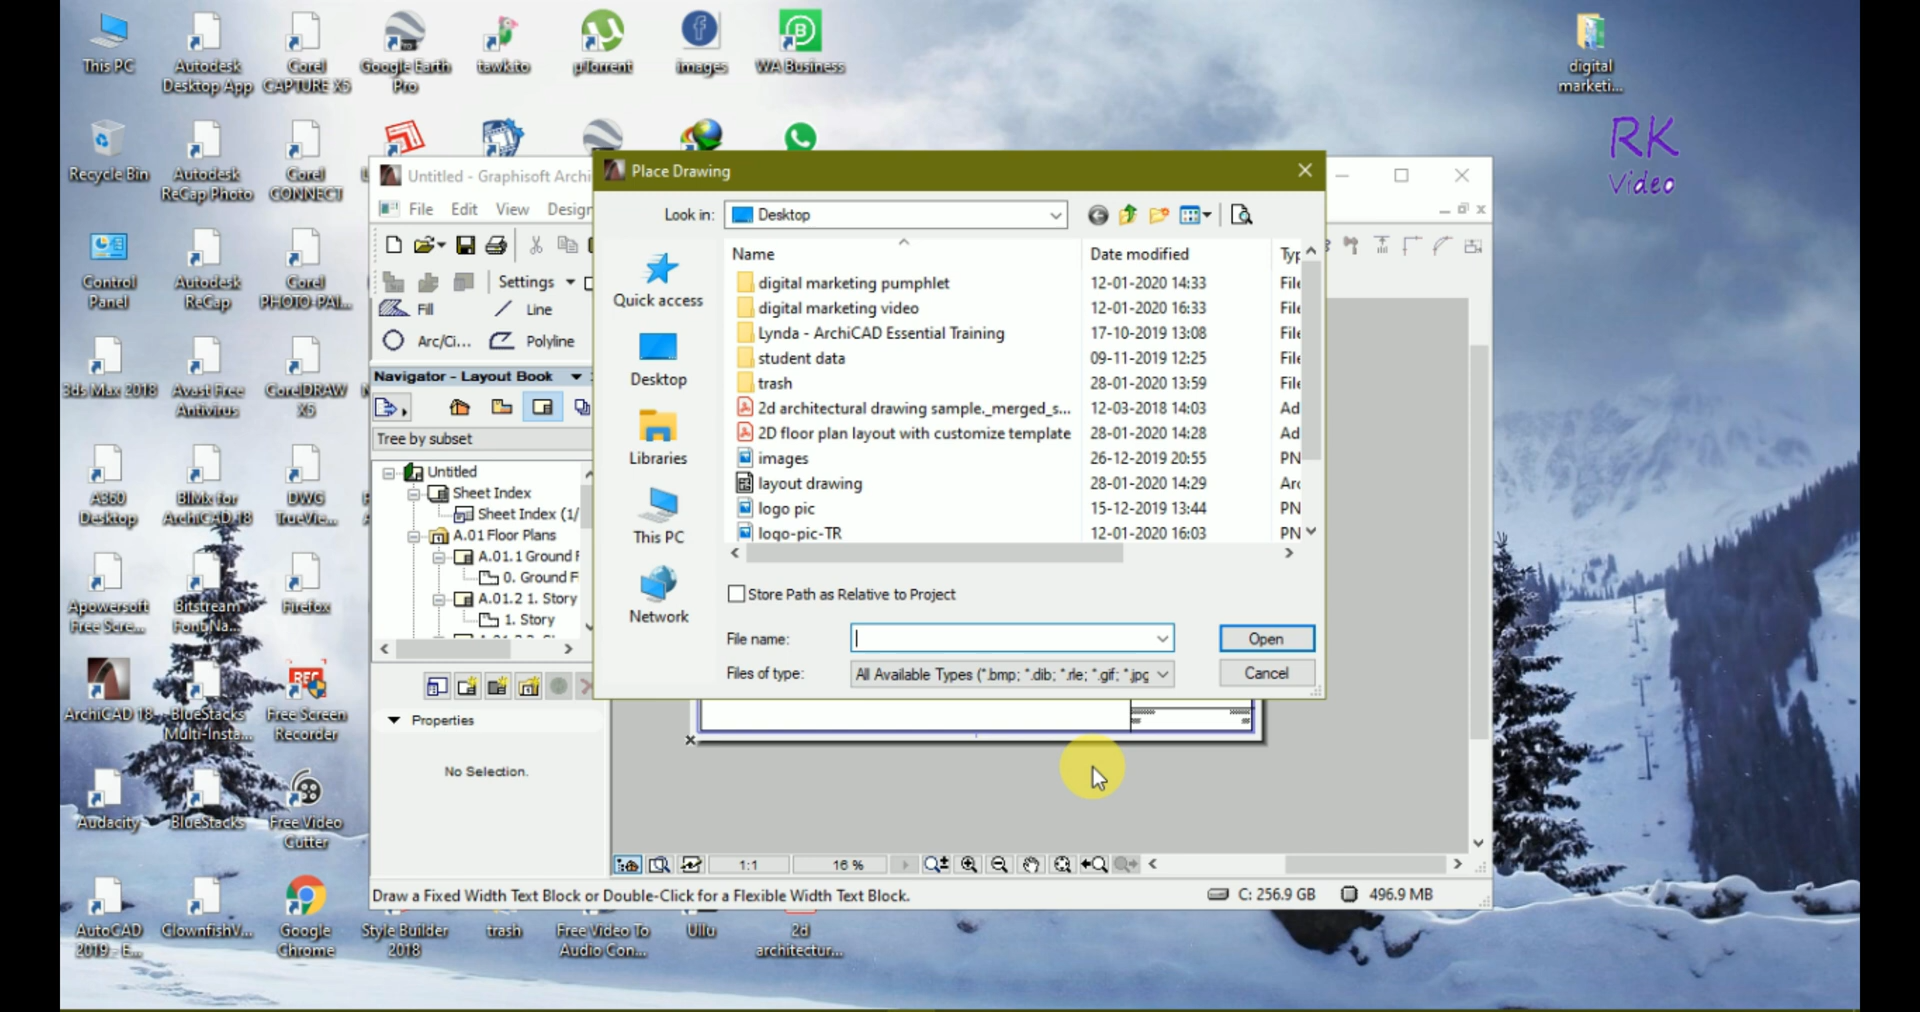 This PC
Autodesk Desktop App
Corel CAPTURE X5
Google Earth Pro
tawk.to
µTorrent
images
WA Business
digital marketi...
RK Video
Recycle Bin
Autodesk ReCap Photo
Corel CONNECT
Control Panel
Autodesk ReCap
Corel PHOTO-PAI...
3ds Max 2018
Avast Free Antivirus
CorelDRAW X5
A360 Desktop
BIMx for ArchiCAD 18
DWG TrueVie...
Apowersoft Free Scre...
Bitstream Font Na...
Firefox
ArchiCAD 18
BlueStacks Multi-Insta...
REC
Free Screen Recorder
Audacity
BlueStacks
Free Video Cutter
AutoCAD 2019 - E...
ClownfishV...
Google Chrome
Style Builder 2018
trash
Free Video To Audio Con...
Ullu
2d architectur...
Untitled - Graphisoft Archi
File Edit View Design
Settings
Fill Line
Arc/Ci... Polyline
Navigator - Layout Book
Tree by subset
Untitled
Sheet Index
Sheet Index (1/
A.01 Floor Plans
A.01.1 Ground F
0. Ground F
A.01.2 1. Story
1. Story
Properties
No Selection.
Place Drawing
Look in: Desktop
Quick access
Desktop
Libraries
This PC
Network
Name Date modified Typ
digital marketing pumphlet 12-01-2020 14:33 File
digital marketing video 12-01-2020 16:33 File
Lynda - ArchiCAD Essential Training 17-10-2019 13:08 File
student data 09-11-2019 12:25 File
trash 28-01-2020 13:59 File
2d architectural drawing sample._merged_s... 12-03-2018 14:03 Ad
2D floor plan layout with customize template 28-01-2020 14:28 Ad
images 26-12-2019 20:55 PN
layout drawing 28-01-2020 14:29 Arc
logo pic 15-12-2019 13:44 PN
logo-pic-TR 12-01-2020 16:03 PN
Store Path as Relative to Project
File name: Open
Files of type: All Available Types (*.bmp; *.dib; *.rle; *.gif; *.jpg Cancel
1:1 16 %
Draw a Fixed Width Text Block or Double-Click for a Flexible Width Text Block. C: 256.9 GB 496.9 MB